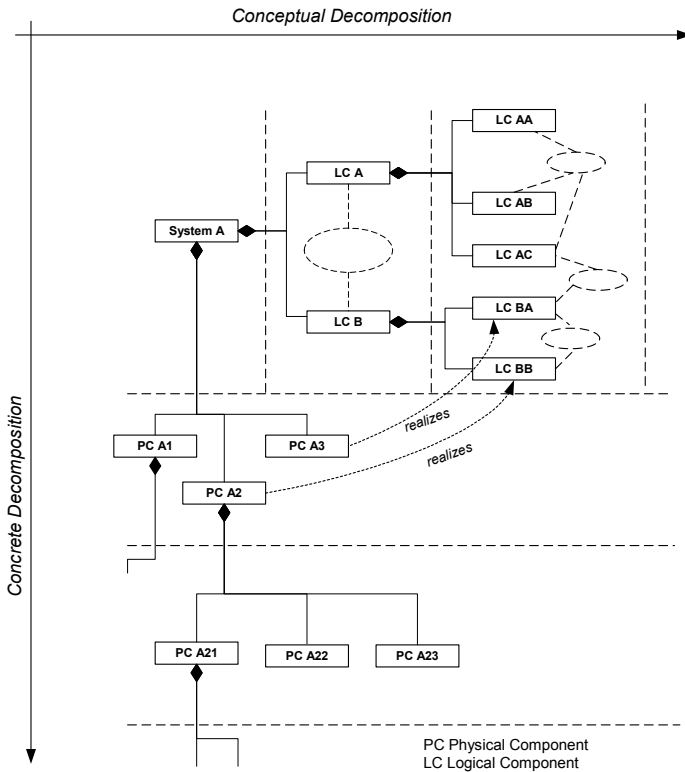 Conceptual Decomposition
LC AA
LC A
LC AB
System A
LC AC
LC BA
LC B
LC BB
realizes
PC A1
PC A3
realizes
PC A2
Concrete Decomposition
PC A21
PC A22
PC A23
PC Physical Component
LC Logical Component